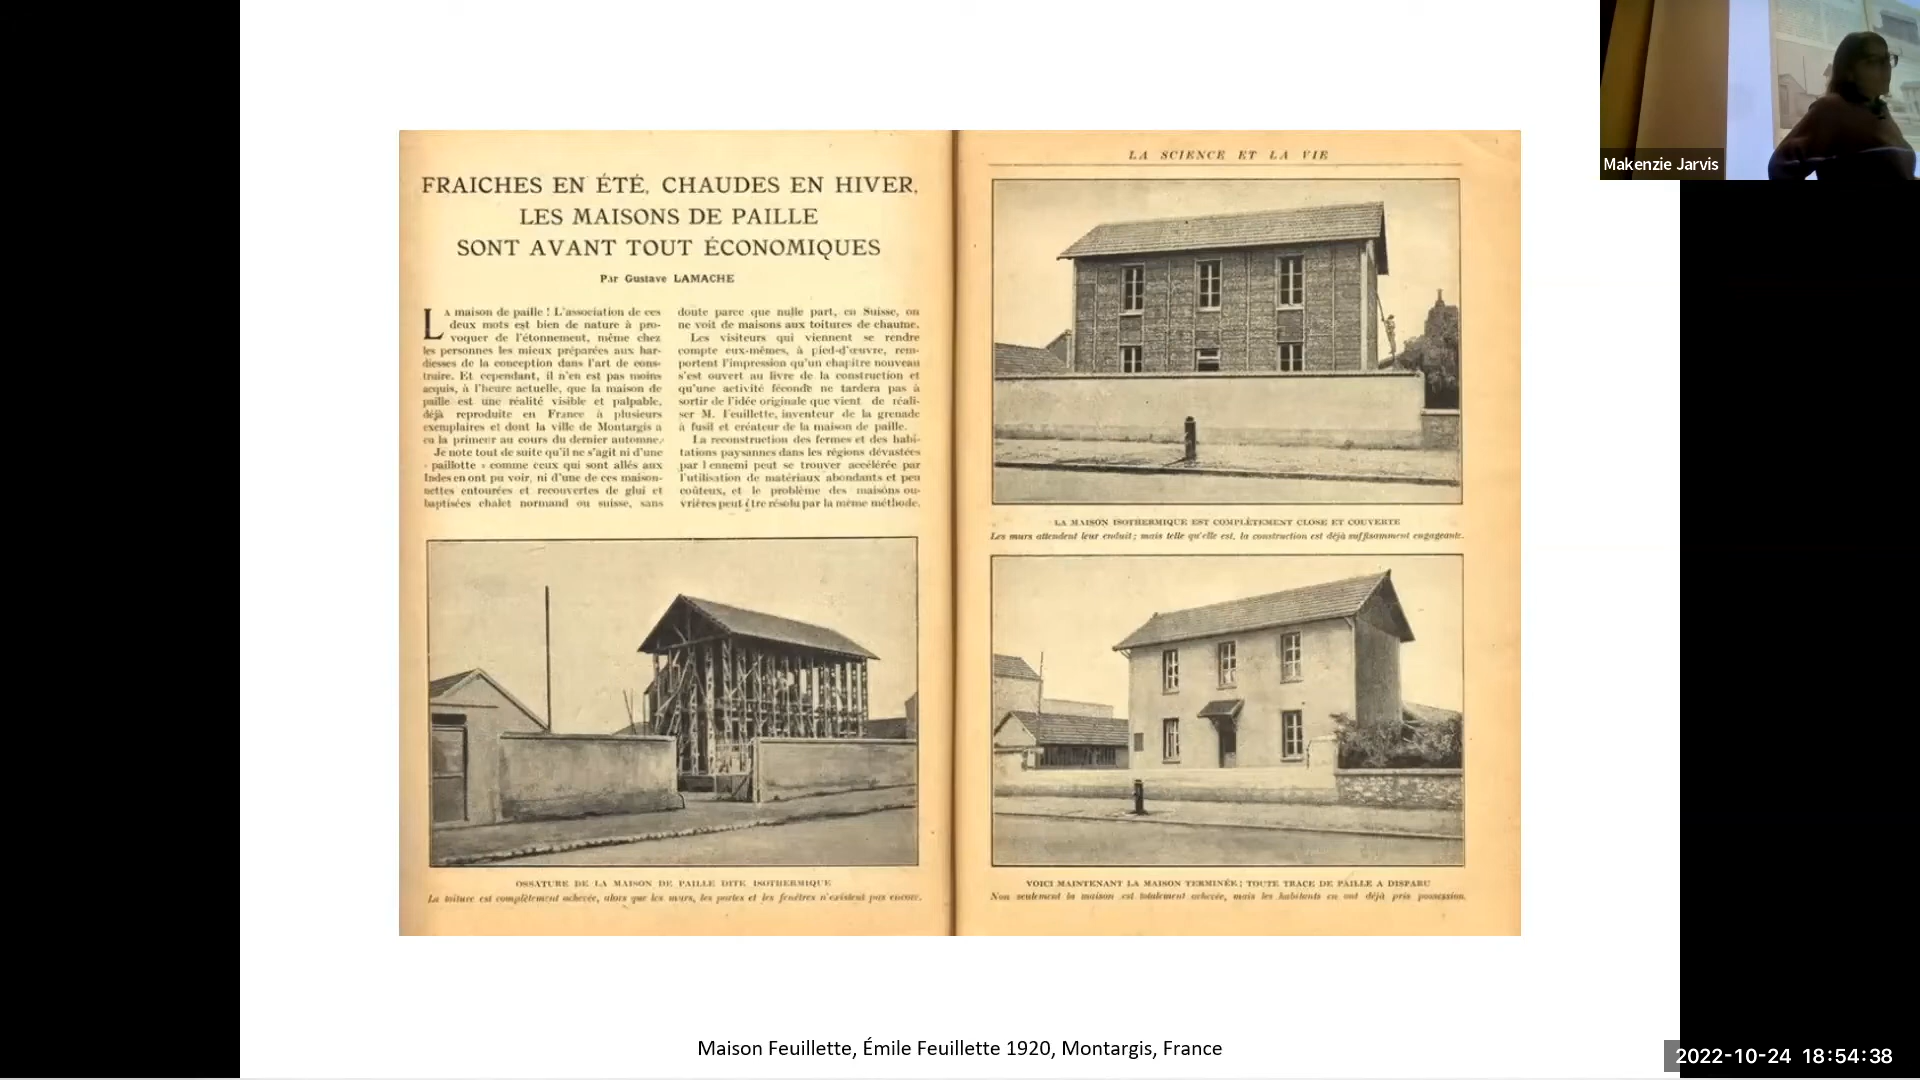 FRAICHES EN ÉTÉ, CHAUDES EN HIVER,
LES MAISONS DE PAILLE
SONT AVANT TOUT ÉCONOMIQUES
Par Gustave LAMACHE
LA maison de paille ! L'association de ces
deux mots est bien de nature à pro-
voquer de l'étonnement, même chez
les personnes les mieux préparées aux har-
diesses de la conception dans l'art de cons-
truire. Et cependant, il n'en est pas moins
acquis, à l'heure actuelle, que la maison de
paille est une réalité visible et palpable,
déjà reproduite en France à plusieurs
exemplaires et dont la ville de Montargis a
eu la primeur au cours du dernier automne.
Je note tout de suite qu'il ne s'agit ni d'une
« paillotte » comme ceux qui sont allés aux
Indes en ont pu voir, ni d'une de ces maison-
nettes entourées et recouvertes de glui et
baptisées chalet normand ou suisse, sans
doute parce que nulle part, en Suisse, on
ne voit de maisons aux toitures de chaume.
Les visiteurs qui viennent se rendre
compte eux-mêmes, à pied-d'œuvre, rem-
portent l'impression qu'un chapitre nouveau
s'est ouvert au livre de la construction et
qu'une activité féconde ne tardera pas à
sortir de l'idée originale que vient de réali-
ser M. Feuillette, inventeur de la grenade
à fusil et créateur de la maison de paille.
La reconstruction des fermes et des habi-
tations paysannes dans les régions dévastées
par l'ennemi peut se trouver accélérée par
l'utilisation de matériaux abondants et peu
coûteux, et le problème des maisons ou-
vrières peut être résolu par la même méthode.
OSSATURE DE LA MAISON DE PAILLE DITE ISOTHERMIQUE
La toiture est complètement achevée, alors que les murs, les portes et les fenêtres n'existent pas encore.
LA SCIENCE ET LA VIE
LA MAISON ISOTHERMIQUE EST COMPLÈTEMENT CLOSE ET COUVERTE
Les murs attendent leur enduit ; mais telle qu'elle est, la construction est déjà suffisamment engageante.
VOICI MAINTENANT LA MAISON TERMINÉE ; TOUTE TRACE DE PAILLE A DISPARU
Non seulement la maison est totalement achevée, mais les habitants en ont déjà pris possession.
Maison Feuillette, Émile Feuillette 1920, Montargis, France
Makenzie Jarvis
2022-10-24 18:54:38